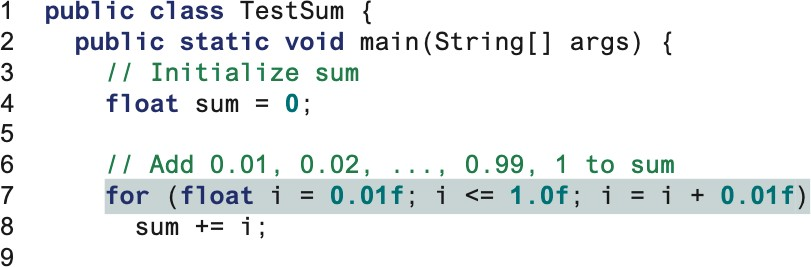 1 public class TestSum {
2   public static void main(String[] args) {
3     // Initialize sum
4     float sum = 0;
5
6     // Add 0.01, 0.02, ..., 0.99, 1 to sum
7     for (float i = 0.01f; i <= 1.0f; i = i + 0.01f)
8       sum += i;
9